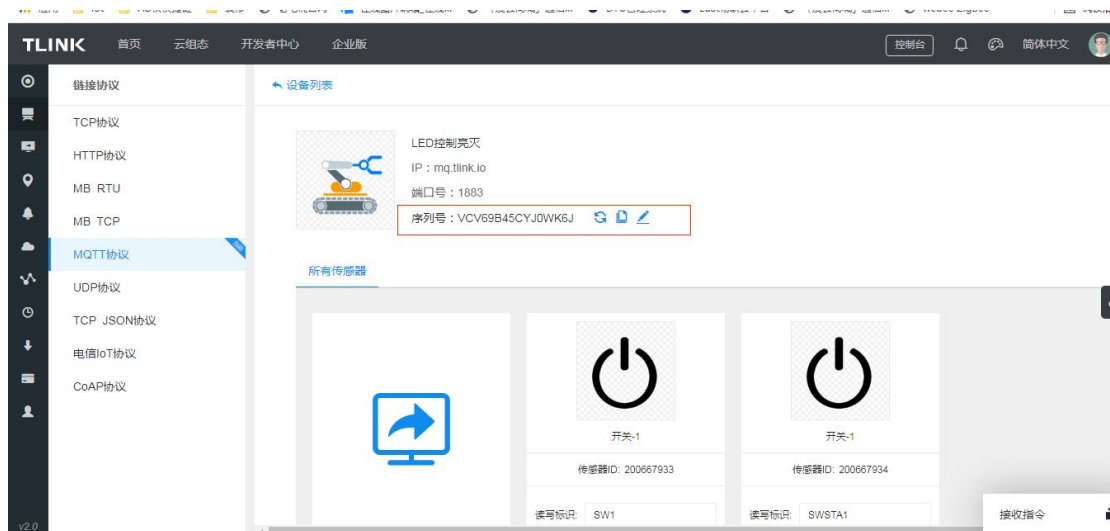 TLINK 首页 云组态 开发者中心 企业版 控制台 简体中文
链接协议
TCP协议
HTTP协议
MB RTU
MB TCP
MQTT协议
UDP协议
TCP JSON协议
电信IoT协议
CoAP协议
v2.0
设备列表
LED控制亮灭
IP：mq.tlink.io
端口号：1883
序列号：VCV69B45CYJ0WK6J
所有传感器
开关-1
传感器ID: 200667933
读写标识: SW1
开关-1
传感器ID: 200667934
读写标识: SWSTA1
接收指令